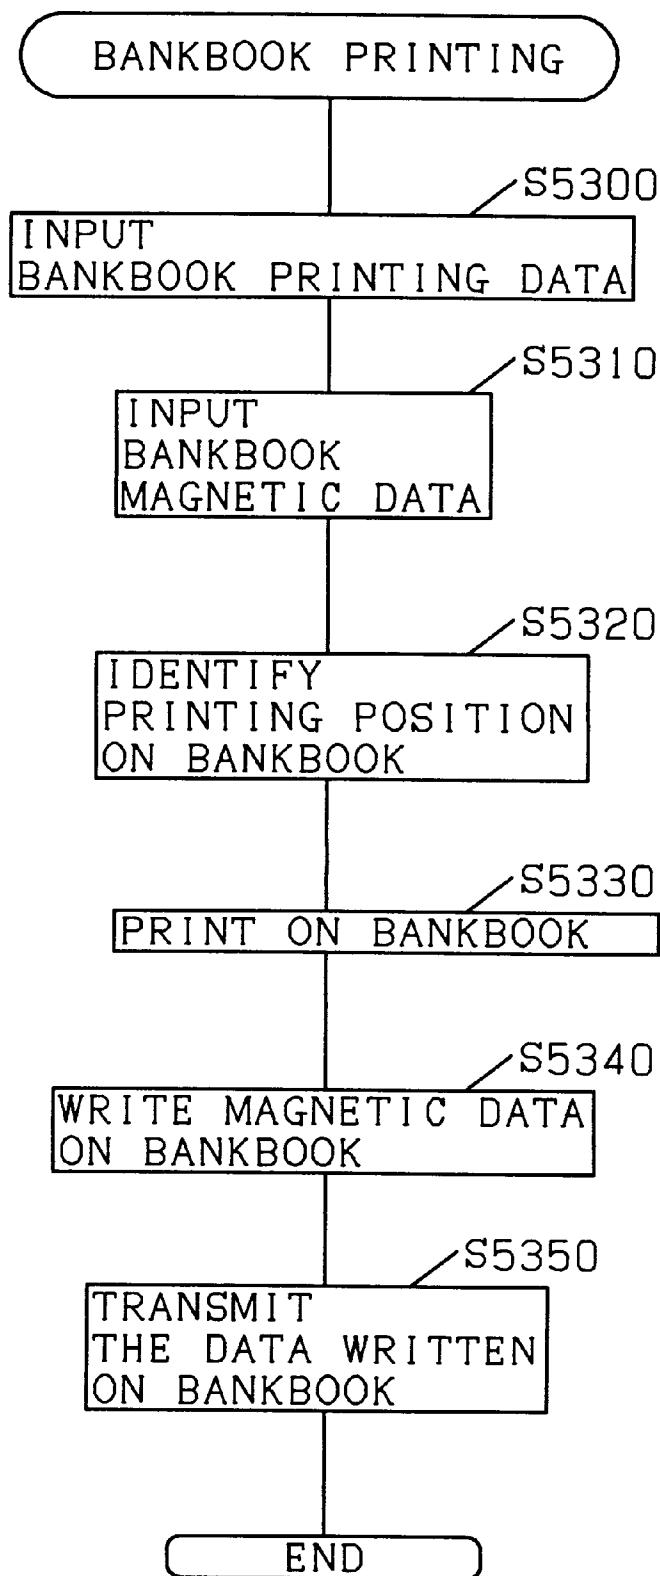 BANKBOOK PRINTING
S5300
INPUT
BANKBOOK PRINTING DATA
S5310
INPUT
BANKBOOK
MAGNETIC DATA
S5320
IDENTIFY
PRINTING POSITION
ON BANKBOOK
S5330
PRINT ON BANKBOOK
S5340
WRITE MAGNETIC DATA
ON BANKBOOK
S5350
TRANSMIT
THE DATA WRITTEN
ON BANKBOOK
END